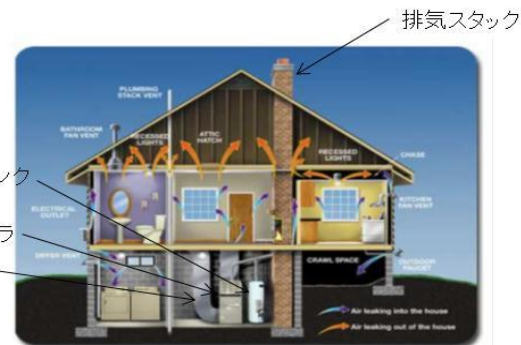 排気スタック
PLUMBING
STACK VENT
BATHROOM
FAN VENT
RECESSED
LIGHTS
ATTIC
HATCH
RECESSED
LIGHTS
CHASE
ック
ELECTRICAL
OUTLET
KITCHEN
FAN VENT
ラ
DRYER VENT
CRAWL SPACE
OUTDOOR
FAUCET
Air leaking into the house
Air leaking out of the house